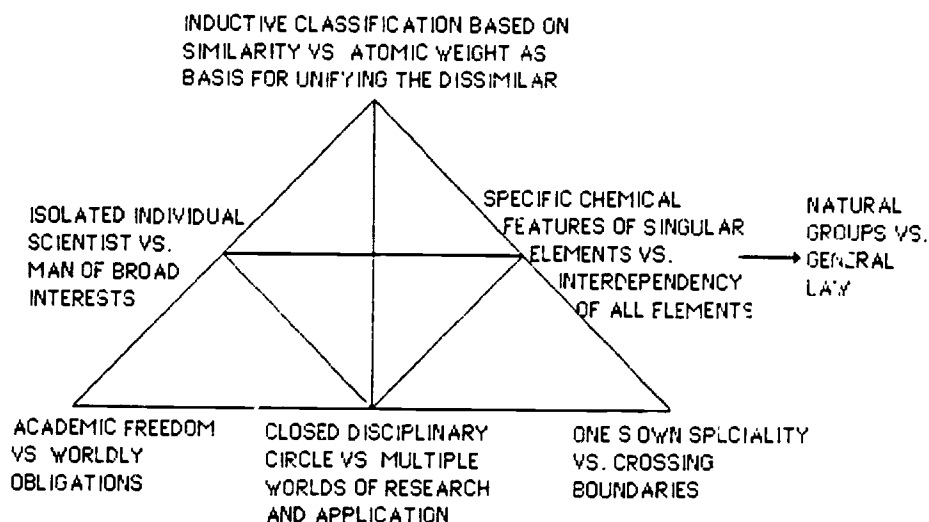 INDUCTIVE CLASSIFICATION BASED ON
SIMILARITY VS ATOMIC WEIGHT AS
BASIS FOR UNIFYING THE DISSIMILAR
ISOLATED INDIVIDUAL
SCIENTIST VS.
MAN OF BROAD
INTERESTS
SPECIFIC CHEMICAL
FEATURES OF SINGULAR
ELEMENTS VS.
INTERDEPENDENCY
OF ALL ELEMENTS
NATURAL
GROUPS VS.
GENERAL
LAW
ACADEMIC FREEDOM
VS WORLDLY
OBLIGATIONS
CLOSED DISCIPLINARY
CIRCLE VS MULTIPLE
WORLDS OF RESEARCH
AND APPLICATION
ONE S OWN SPECIALITY
VS. CROSSING
BOUNDARIES